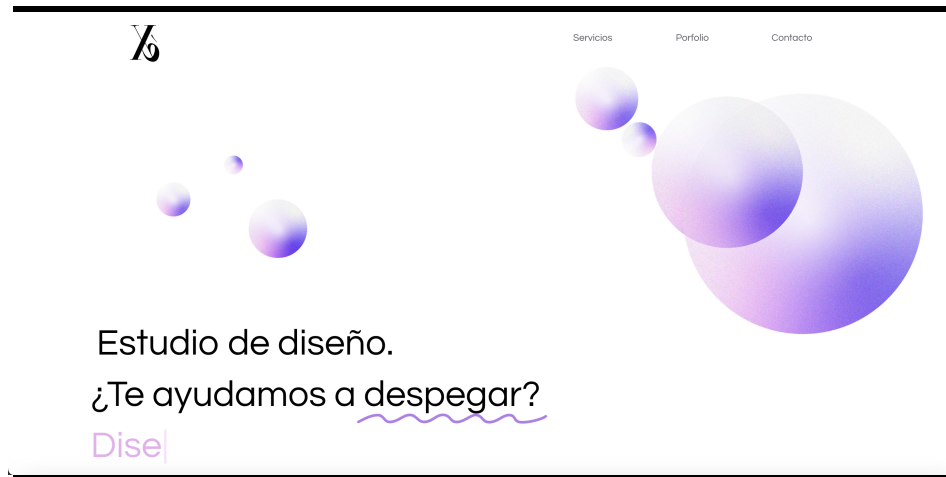 Servicios
Porfolio
Contacto
Estudio de diseño.
¿Te ayudamos a despegar?
Dise